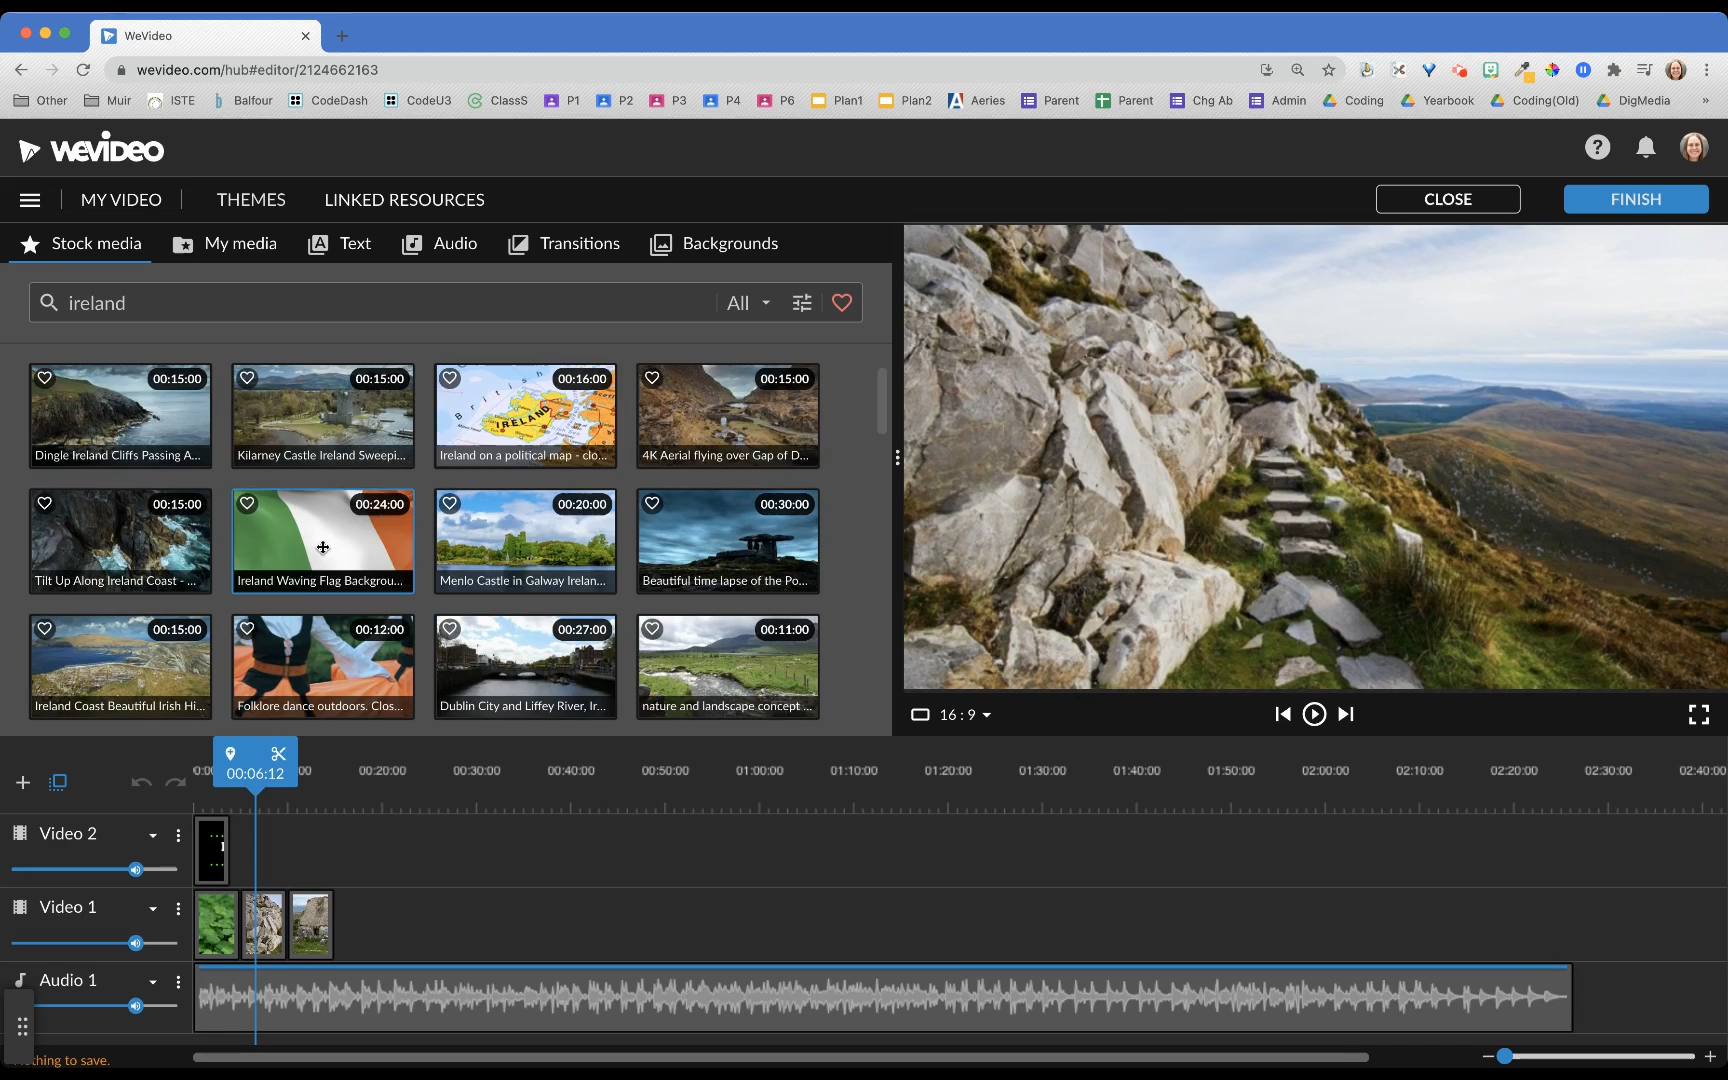 WeVideo
wevideo.com/hub#editor/2124662163
Other Muir ISTE Balfour CodeDash CodeU3 ClassS P1 P2 P3 P4 P6 Plan1 Plan2 Aeries Parent Parent Chg Ab Admin Coding Yearbook Coding(Old) DigMedia »
WEVIDEO
MY VIDEO THEMES LINKED RESOURCES CLOSE FINISH
Stock media My media Text Audio Transitions Backgrounds
ireland All
00:15:00 00:15:00 00:16:00 00:15:00
British
IRELAND
Dingle Ireland Cliffs Passing A... Kilarney Castle Ireland Sweepi... Ireland on a political map - clo... 4K Aerial flying over Gap of D...
00:15:00 00:24:00 00:20:00 00:30:00
Tilt Up Along Ireland Coast - ... Ireland Waving Flag Backgrou... Menlo Castle in Galway Irelan... Beautiful time lapse of the Po...
00:15:00 00:12:00 00:27:00 00:11:00
Ireland Coast Beautiful Irish Hi... Folklore dance outdoors. Clos... Dublin City and Liffey River, Ir... nature and landscape concept ...
16 : 9
00:06:12 00:20:00 00:30:00 00:40:00 00:50:00 01:00:00 01:10:00 01:20:00 01:30:00 01:40:00 01:50:00 02:00:00 02:10:00 02:20:00 02:30:00 02:40:00
Video 2
Video 1
Audio 1
thing to save.